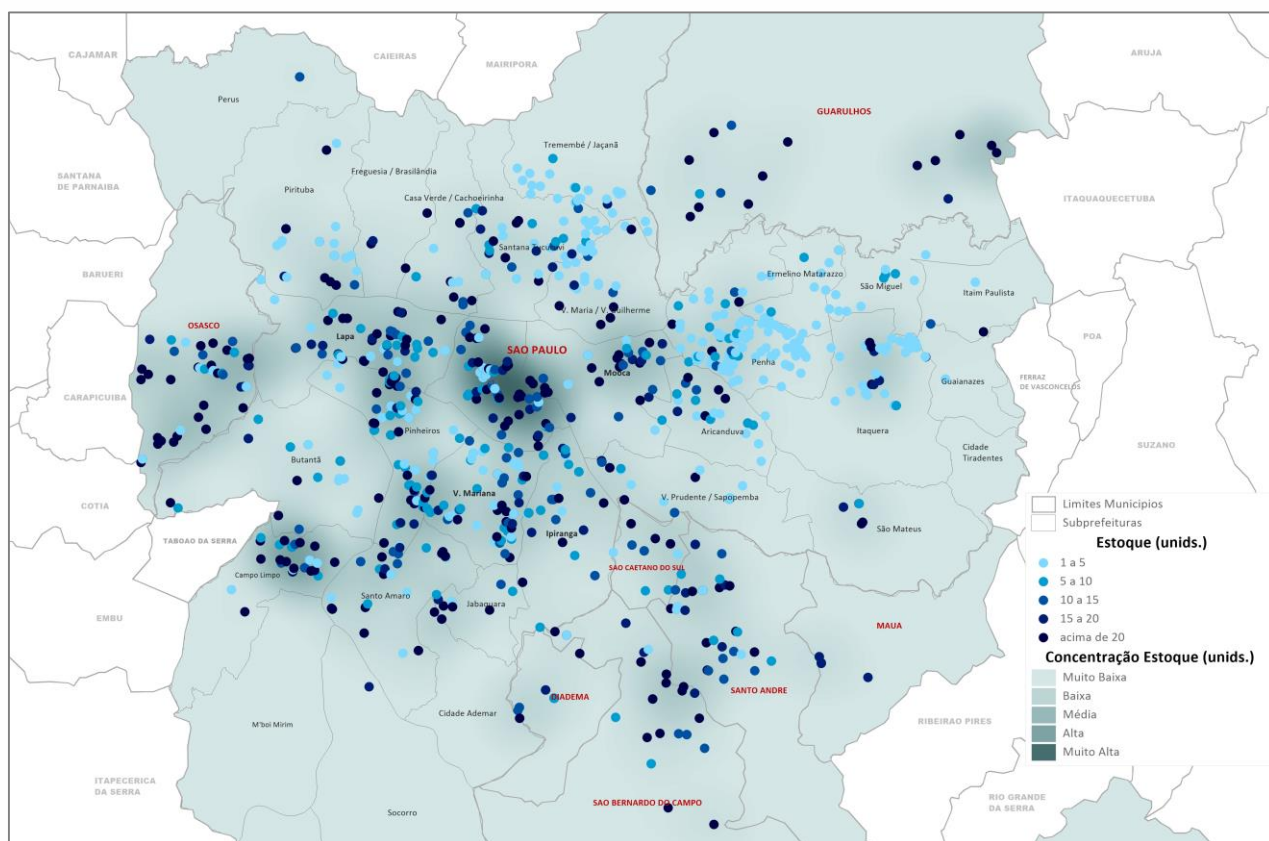 CAJAMAR
CAIEIRAS
MAIRIPORA
ARUJA
Perus
GUARULHOS
Tremembé / Jaçanã
SANTANA
DE PARNAIBA
Pirituba
Freguesia / Brasilândia
Casa Verde / Cachoeirinha
ITAQUAQUECETUBA
Santana Tucuruvi
BARUERI
Ermelino Matarazzo
São Miguel
Itaim Paulista
V. Maria / V. Guilherme
OSASCO
Lapa
SAO PAULO
POA
Mooca
Penha
Guaianazes
FERRAZ
DE VASCONCELOS
CARAPICUIBA
Pinheiros
Aricanduva
Itaquera
SUZANO
Butantã
Cidade
Tiradentes
V. Mariana
V. Prudente / Sapopemba
COTIA
São Mateus
Ipiranga
TABOAO DA SERRA
SAO CAETANO DO SUL
Campo Limpo
Santo Amaro
Jabaquara
EMBU
MAUA
DIADEMA
SANTO ANDRE
Cidade Ademar
M'boi Mirim
RIBEIRAO PIRES
ITAPECERICA
DA SERRA
SAO BERNARDO DO CAMPO
Socorro
RIO GRANDE
DA SERRA
Limites Municipios
Subprefeituras
Estoque (unids.)
1 a 5
5 a 10
10 a 15
15 a 20
acima de 20
Concentração Estoque (unids.)
Muito Baixa
Baixa
Média
Alta
Muito Alta